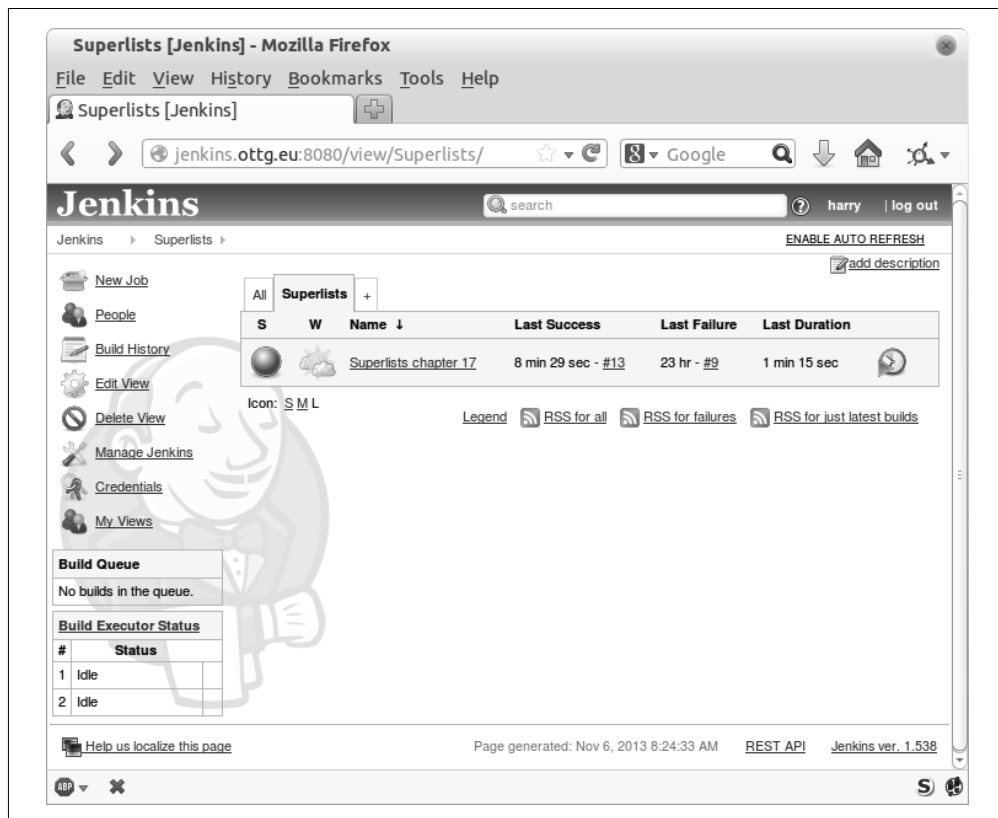 Superlists [Jenkins] - Mozilla Firefox
File Edit View History Bookmarks Tools Help
Superlists [Jenkins]
jenkins.ottg.eu:8080/view/Superlists/
8 Google
Jenkins
search
? harry | log out
Jenkins Superlists
ENABLE AUTO REFRESH
add description
New Job
People
Build History
Edit View
Delete View
Manage Jenkins
Credentials
My Views
All Superlists +
S W Name ↓ Last Success Last Failure Last Duration
Superlists chapter 17 8 min 29 sec - #13 23 hr - #9 1 min 15 sec
Icon: S M L
Legend RSS for all RSS for failures RSS for just latest builds
Build Queue
No builds in the queue.
Build Executor Status
# Status
1 Idle
2 Idle
Help us localize this page
Page generated: Nov 6, 2013 8:24:33 AM REST API Jenkins ver. 1.538
ABP
S